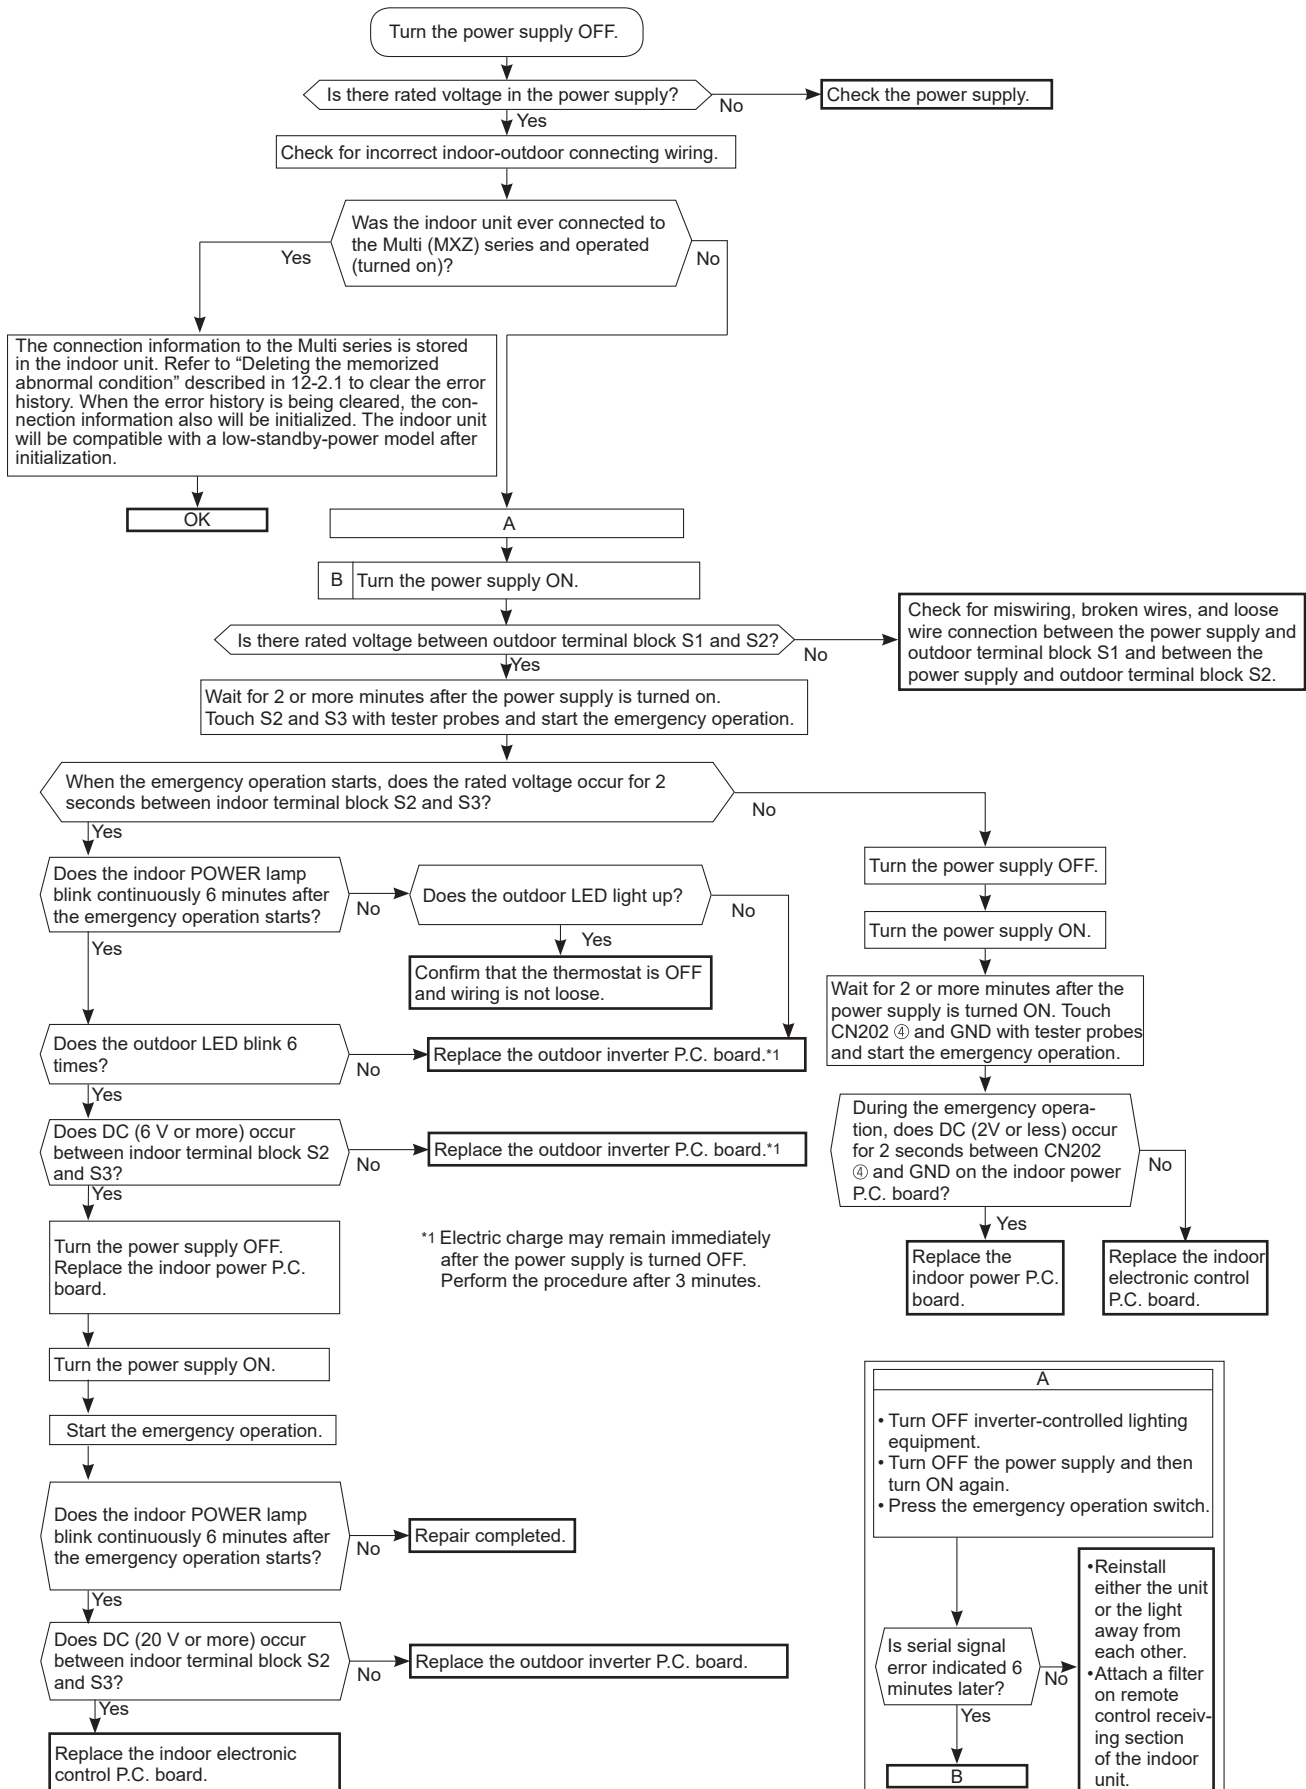 Turn the power supply OFF.
Is there rated voltage in the power supply?
No
Check the power supply.
Yes
Check for incorrect indoor-outdoor connecting wiring.
Was the indoor unit ever connected to
the Multi (MXZ) series and operated
(turned on)?
Yes
No
The connection information to the Multi series is stored
in the indoor unit. Refer to “Deleting the memorized
abnormal condition” described in 12-2.1 to clear the error
history. When the error history is being cleared, the con-
nection information also will be initialized. The indoor unit
will be compatible with a low-standby-power model after
initialization.
OK
A
B Turn the power supply ON.
Is there rated voltage between outdoor terminal block S1 and S2?
No
Check for miswiring, broken wires, and loose
wire connection between the power supply and
outdoor terminal block S1 and between the
power supply and outdoor terminal block S2.
Yes
Wait for 2 or more minutes after the power supply is turned on.
Touch S2 and S3 with tester probes and start the emergency operation.
When the emergency operation starts, does the rated voltage occur for 2
seconds between indoor terminal block S2 and S3?
No
Yes
Does the indoor POWER lamp
blink continuously 6 minutes after
the emergency operation starts?
No
Does the outdoor LED light up?
No
Yes
Confirm that the thermostat is OFF
and wiring is not loose.
Yes
Does the outdoor LED blink 6
times?
No
Replace the outdoor inverter P.C. board.*1
Yes
Does DC (6 V or more) occur
between indoor terminal block S2
and S3?
No
Replace the outdoor inverter P.C. board.*1
Yes
Turn the power supply OFF.
Replace the indoor power P.C.
board.
*1 Electric charge may remain immediately
after the power supply is turned OFF.
Perform the procedure after 3 minutes.
Turn the power supply ON.
Start the emergency operation.
Does the indoor POWER lamp
blink continuously 6 minutes after
the emergency operation starts?
No
Repair completed.
Yes
Does DC (20 V or more) occur
between indoor terminal block S2
and S3?
No
Replace the outdoor inverter P.C. board.
Yes
Replace the indoor electronic
control P.C. board.
Turn the power supply OFF.
Turn the power supply ON.
Wait for 2 or more minutes after the
power supply is turned ON. Touch
CN202 ④ and GND with tester probes
and start the emergency operation.
During the emergency opera-
tion, does DC (2V or less) occur
for 2 seconds between CN202
④ and GND on the indoor power
P.C. board?
No
Yes
Replace the
indoor power P.C.
board.
Replace the indoor
electronic control
P.C. board.
A
• Turn OFF inverter-controlled lighting
equipment.
• Turn OFF the power supply and then
turn ON again.
• Press the emergency operation switch.
Is serial signal
error indicated 6
minutes later?
No
•Reinstall
either the unit
or the light
away from
each other.
•Attach a filter
on remote
control receiv-
ing section
of the indoor
unit.
Yes
B